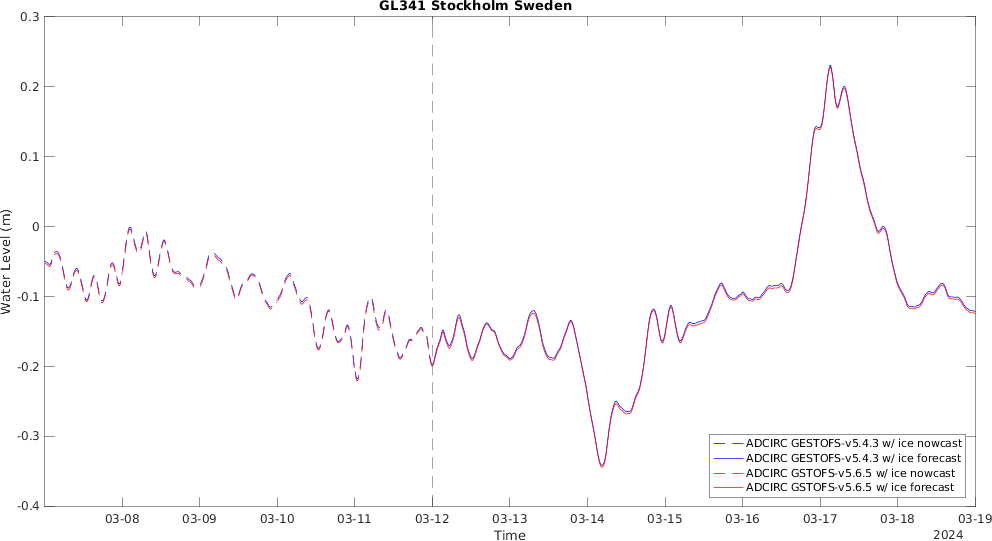 GL341 Stockholm Sweden
0.3
0.2
0.1
0
-0.1
-0.2
-0.3
-0.4
Water Level (m)
ADCIRC GESTOFS-v5.4.3 w/ ice nowcast
ADCIRC GESTOFS-v5.4.3 w/ ice forecast
ADCIRC GSTOFS-v5.6.5 w/ ice nowcast
ADCIRC GSTOFS-v5.6.5 w/ ice forecast
03-08 03-09 03-10 03-11 03-12 03-13 03-14 03-15 03-16 03-17 03-18 03-19
Time
2024